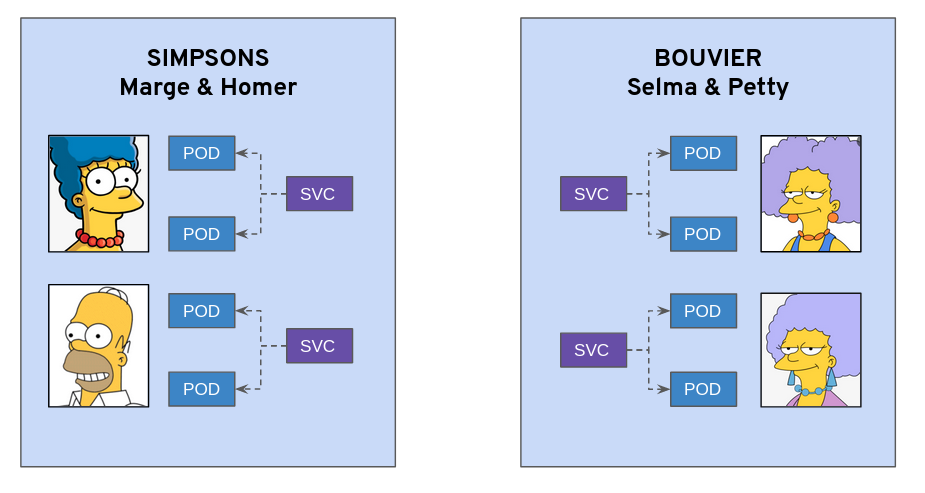 SIMPSONS
Marge & Homer
POD
SVC
POD
POD
SVC
POD
BOUVIER
Selma & Petty
POD
SVC
POD
POD
SVC
POD